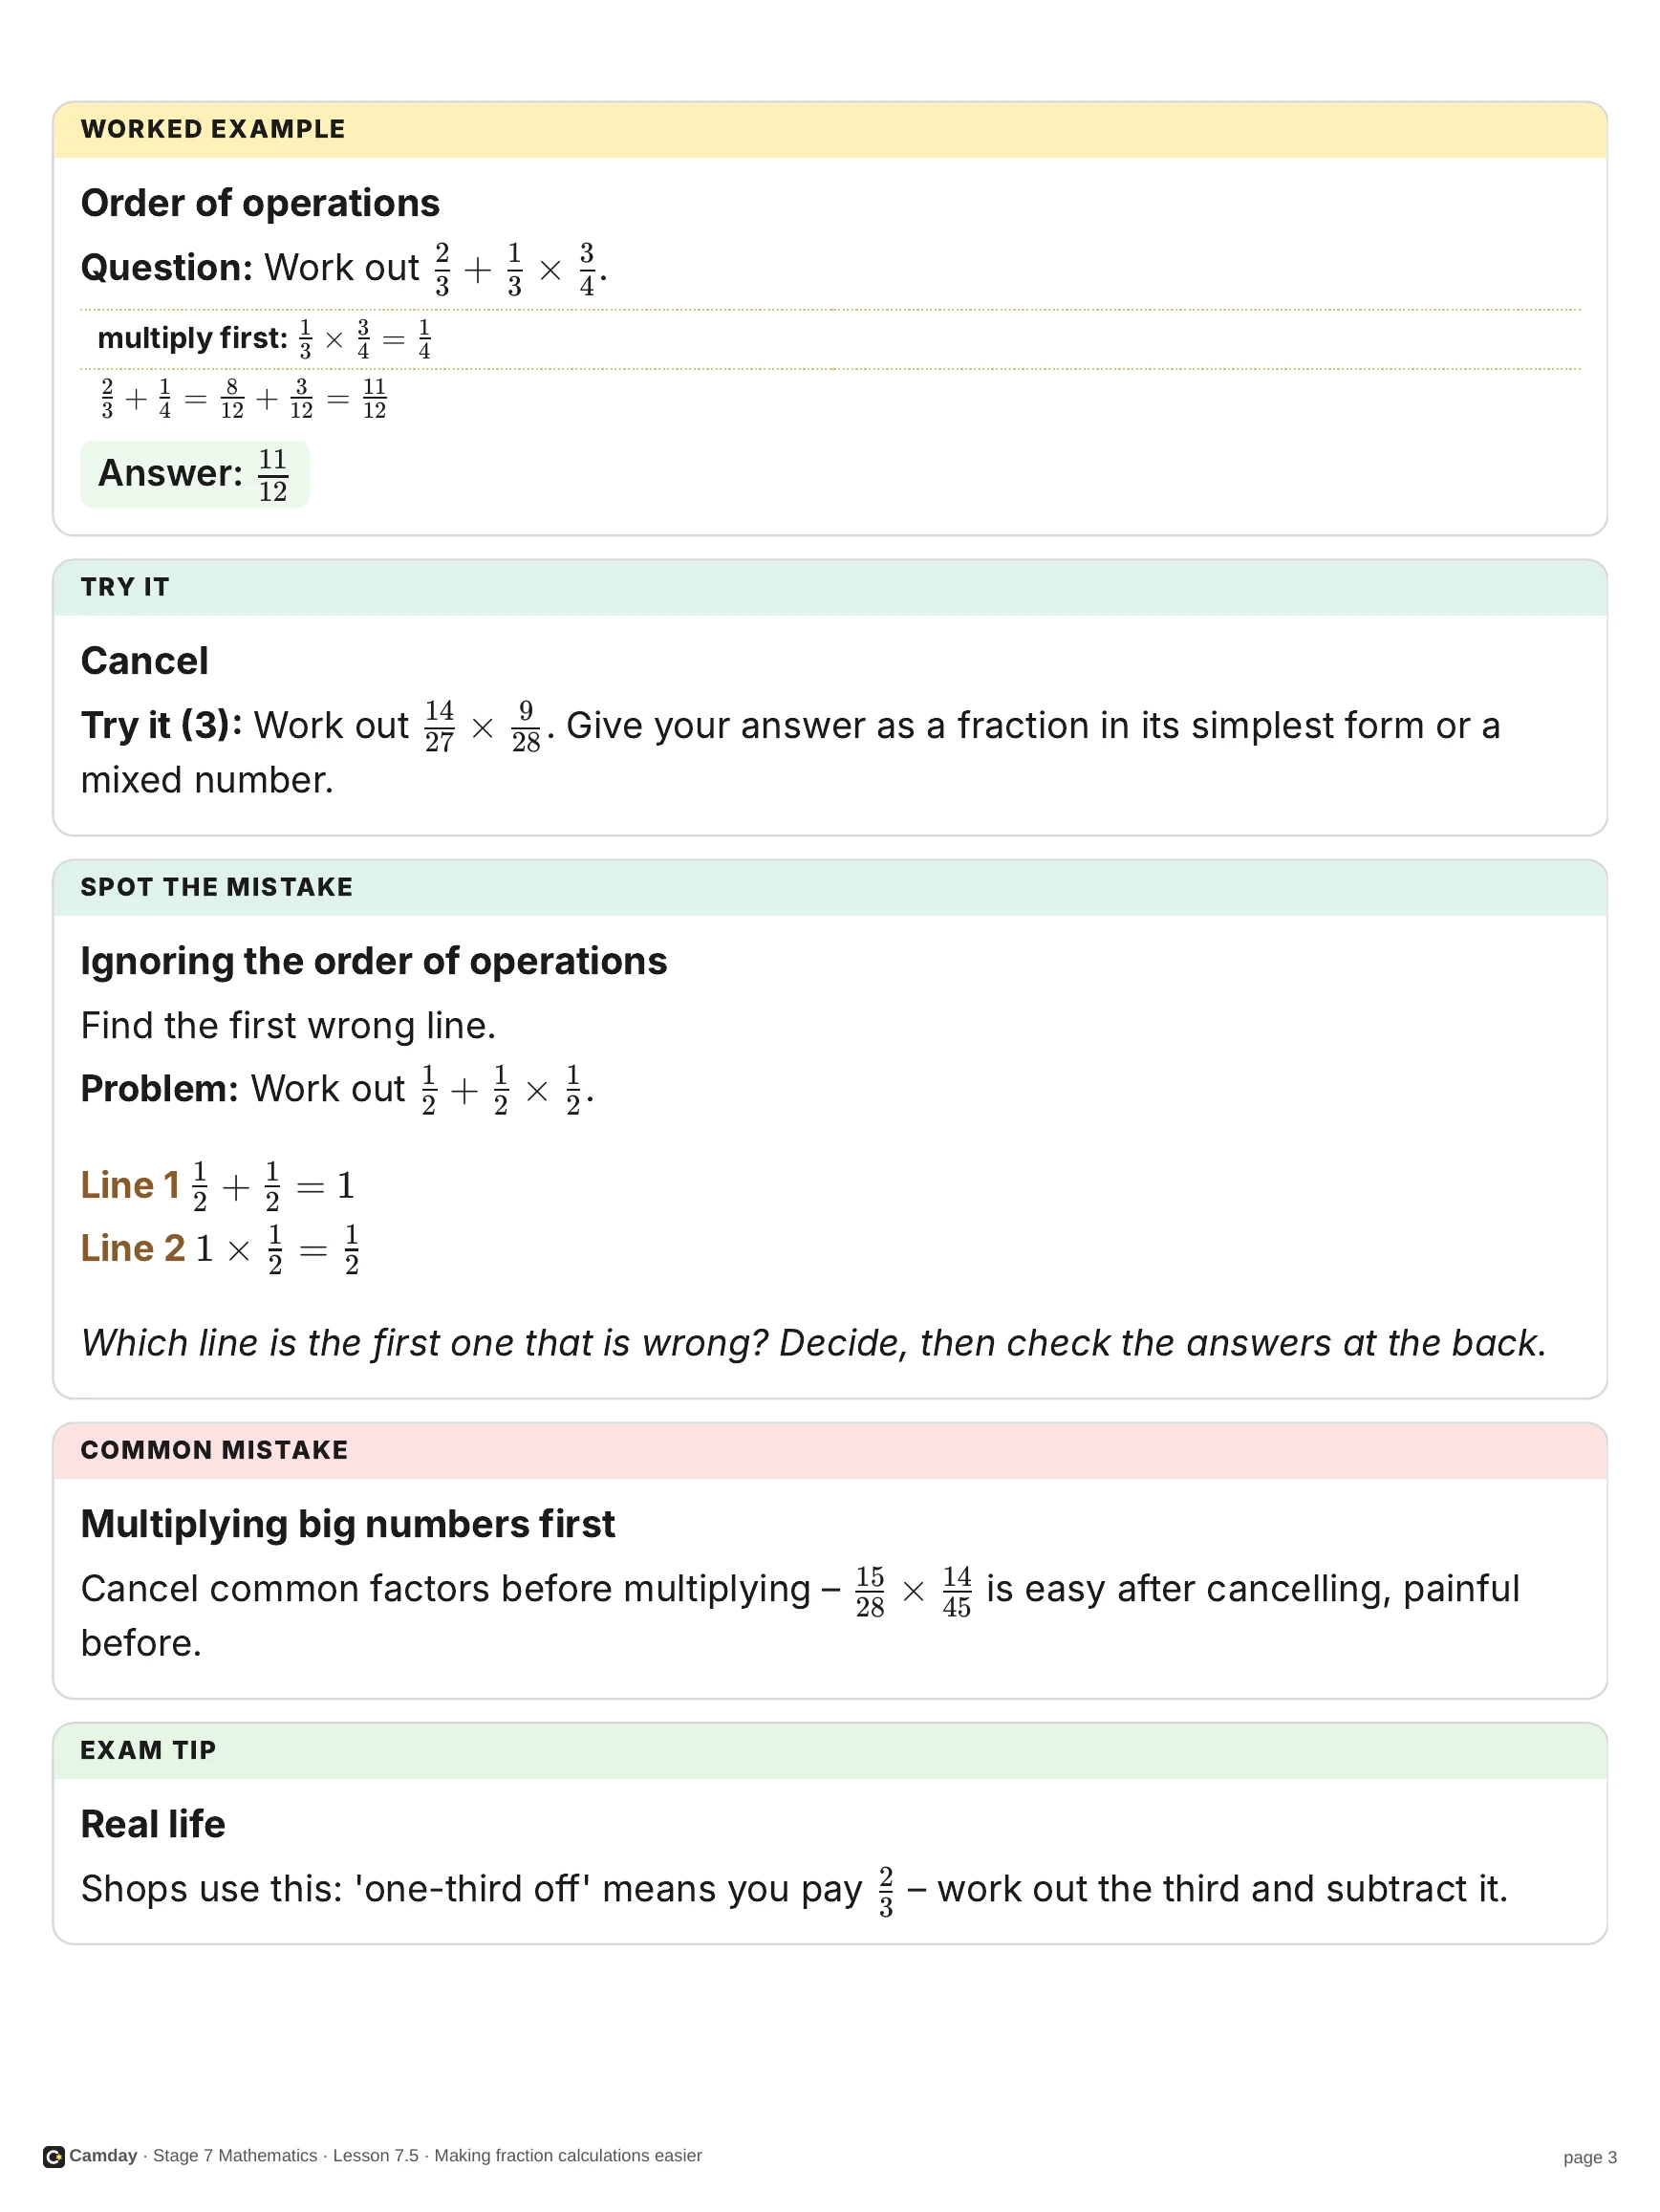 WORKED EXAMPLE
Order of operations
Question: Work out 2/3 + 1/3 × 3/4.
multiply first: 1/3 × 3/4 = 1/4
2/3 + 1/4 = 8/12 + 3/12 = 11/12
Answer: 11/12
TRY IT
Cancel
Try it (3): Work out 14/27 × 9/28. Give your answer as a fraction in its simplest form or a
mixed number.
SPOT THE MISTAKE
Ignoring the order of operations
Find the first wrong line.
Problem: Work out 1/2 + 1/2 × 1/2.
Line 1 1/2 + 1/2 = 1
Line 2 1 × 1/2 = 1/2
Which line is the first one that is wrong? Decide, then check the answers at the back.
COMMON MISTAKE
Multiplying big numbers first
Cancel common factors before multiplying – 15/28 × 14/45 is easy after cancelling, painful
before.
EXAM TIP
Real life
Shops use this: 'one-third off' means you pay 2/3 – work out the third and subtract it.
Camday · Stage 7 Mathematics · Lesson 7.5 · Making fraction calculations easier
page 3